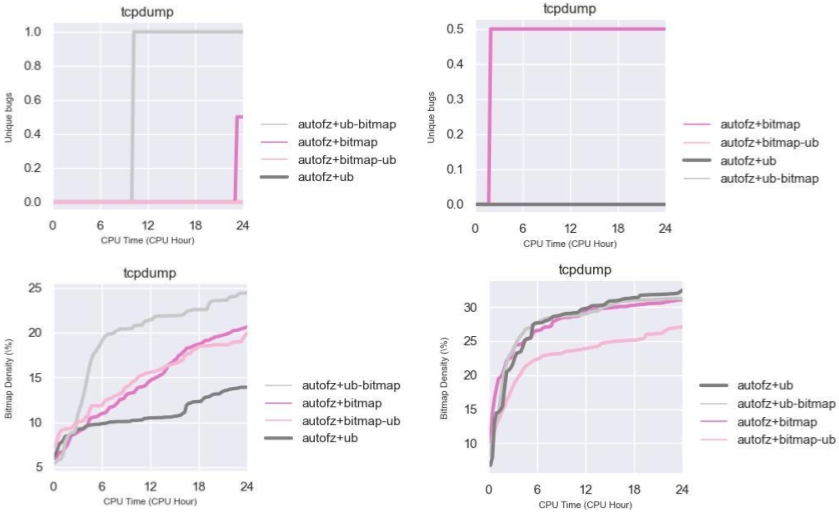 tcpdump
1.0
0.8
0.6
0.4
0.2
0.0
Unique bugs
0 6 12 18 24
CPU Time (CPU Hour)
autofz+ub-bitmap
autofz+bitmap
autofz+bitmap-ub
autofz+ub
tcpdump
0.5
0.4
0.3
0.2
0.1
0.0
Unique bugs
0 6 12 18 24
CPU Time (CPU Hour)
autofz+bitmap
autofz+bitmap-ub
autofz+ub
autofz+ub-bitmap
tcpdump
25
20
15
10
5
Bitmap Density (\%)
0 6 12 18 24
CPU Time (CPU Hour)
autofz+ub-bitmap
autofz+bitmap
autofz+bitmap-ub
autofz+ub
tcpdump
30
25
20
15
10
Bitmap Density (\%)
0 6 12 18 24
CPU Time (CPU Hour)
autofz+ub
autofz+ub-bitmap
autofz+bitmap
autofz+bitmap-ub